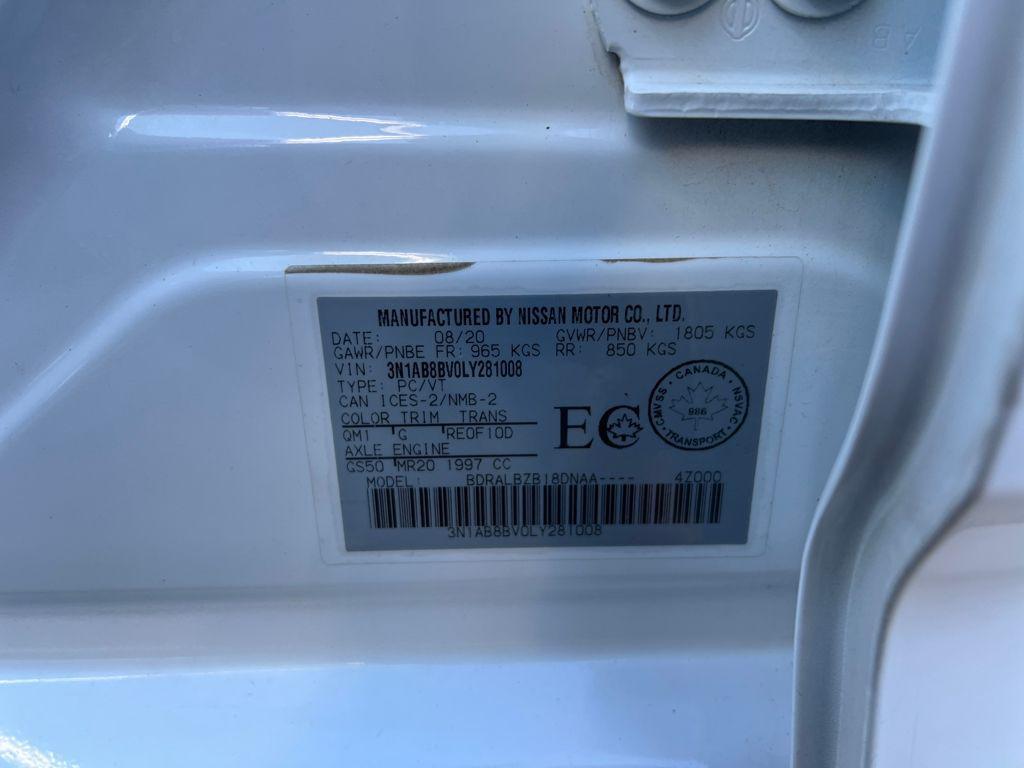 MANUFACTURED BY NISSAN MOTOR CO., LTD.
DATE: 08/20 GVWR/PNBV: 1805 KGS
GAWR/PNBE FR: 965 KGS RR: 850 KGS
VIN: 3N1AB8BV0LY281008
TYPE: PC/VT
CAN ICES-2/NMB-2
COLOR TRIM TRANS
QM1 G RE0F10D
AXLE ENGINE
GS50 MR20 1997 CC
EC
CANADA
CMVSS NSVAC
986
TRANSPORT
MODEL: BDRALBZB18DNAA---- 4Z000
3N1AB8BV0LY281008